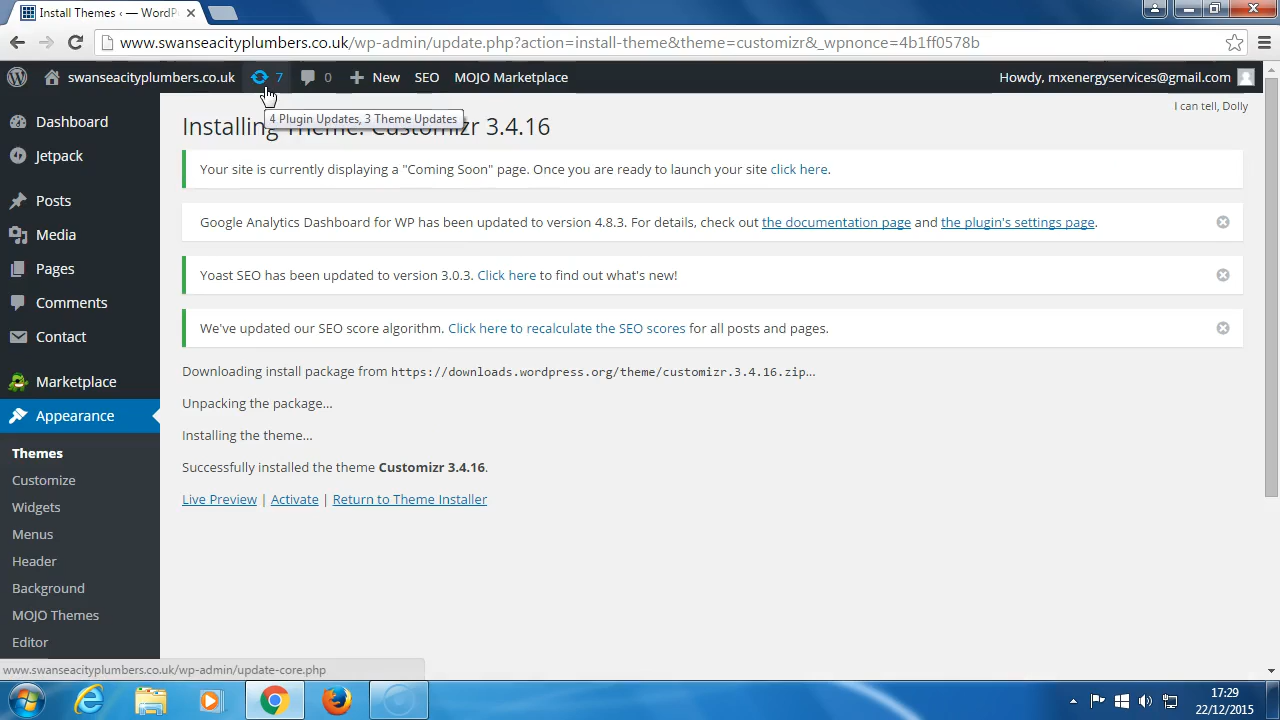 Install Themes ‹ — WordP
www.swanseacityplumbers.co.uk/wp-admin/update.php?action=install-theme&theme=customizr&_wpnonce=4b1ff0578b
swanseacityplumbers.co.uk 7 0 New SEO MOJO Marketplace Howdy, mxenergyservices@gmail.com
I can tell, Dolly
4 Plugin Updates, 3 Theme Updates
Installing Theme: Customizr 3.4.16
Your site is currently displaying a "Coming Soon" page. Once you are ready to launch your site click here.
Google Analytics Dashboard for WP has been updated to version 4.8.3. For details, check out the documentation page and the plugin's settings page.
Yoast SEO has been updated to version 3.0.3. Click here to find out what's new!
We've updated our SEO score algorithm. Click here to recalculate the SEO scores for all posts and pages.
Downloading install package from https://downloads.wordpress.org/theme/customizr.3.4.16.zip…
Unpacking the package…
Installing the theme…
Successfully installed the theme Customizr 3.4.16.
Live Preview | Activate | Return to Theme Installer
Dashboard
Jetpack
Posts
Media
Pages
Comments
Contact
Marketplace
Appearance
Themes
Customize
Widgets
Menus
Header
Background
MOJO Themes
Editor
www.swanseacityplumbers.co.uk/wp-admin/update-core.php
17:29
22/12/2015